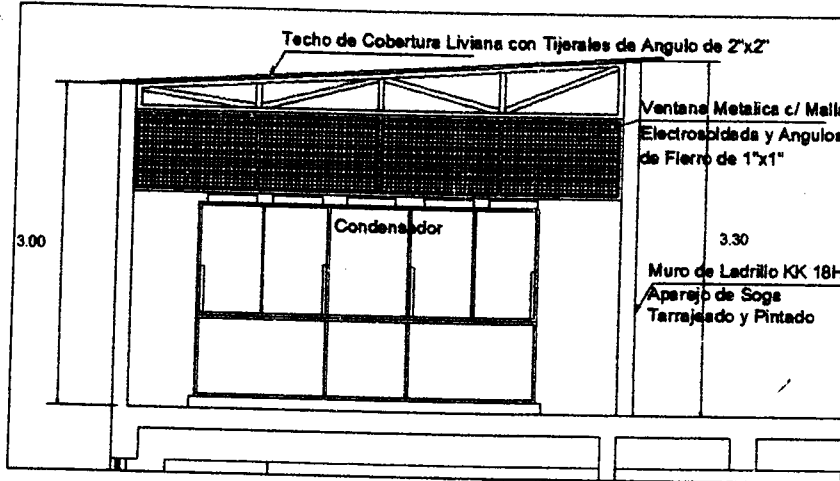 Techo de Cobertura Liviana con Tijerales de Angulo de 2"x2"
Ventana Metalica c/ Malla
Electrosoldada y Angulos
de Fierro de 1"x1"
Condensador
3.00
3.30
Muro de Ladrillo KK 18H
Aparejo de Soga
Tarrajeado y Pintado